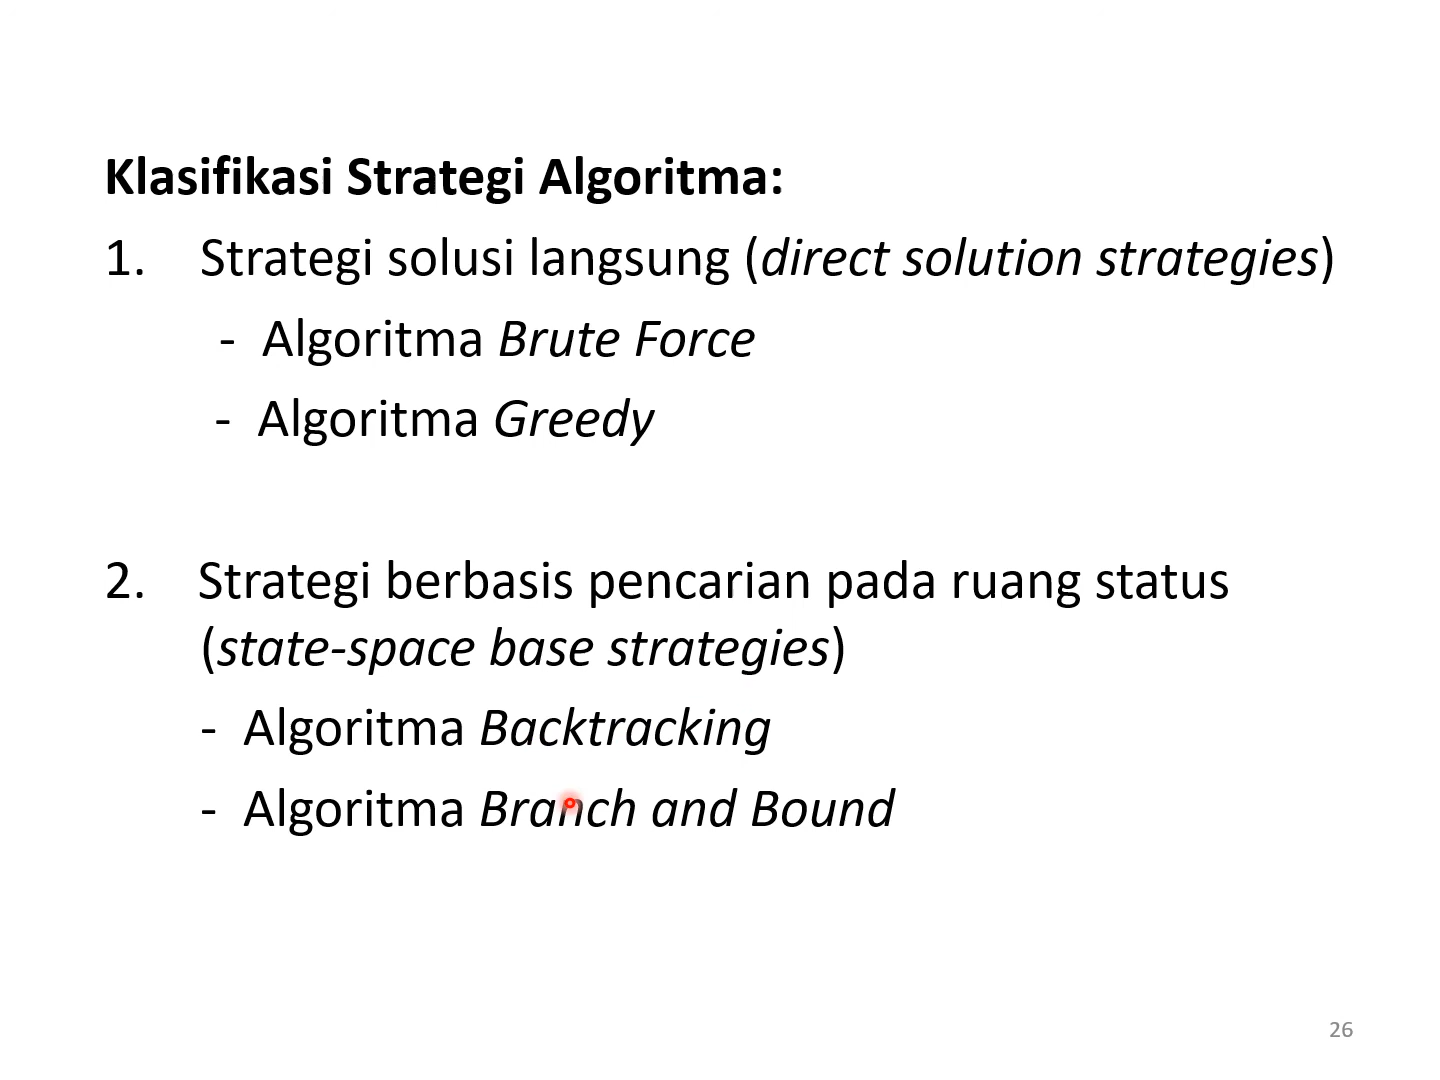 Klasifikasi Strategi Algoritma:
1. Strategi solusi langsung (direct solution strategies)
- Algoritma Brute Force
- Algoritma Greedy
2. Strategi berbasis pencarian pada ruang status
(state-space base strategies)
- Algoritma Backtracking
- Algoritma Branch and Bound
26